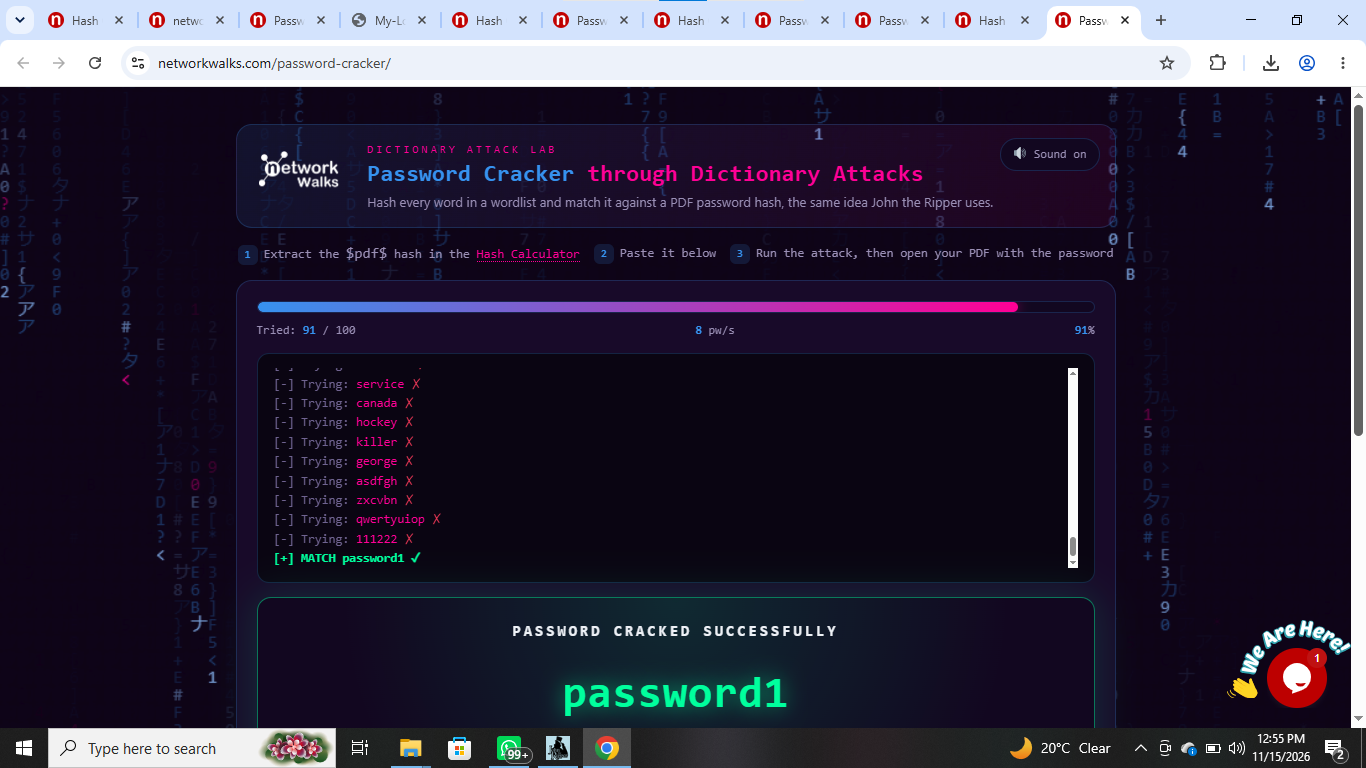 Hash
netwo
Passw
My-Lo
Hash
Passw
Hash
Passw
Passw
Hash
Passw
networkwalks.com/password-cracker/
network Walks
DICTIONARY ATTACK LAB
Password Cracker through Dictionary Attacks
Hash every word in a wordlist and match it against a PDF password hash, the same idea John the Ripper uses.
Sound on
1 Extract the $pdf$ hash in the Hash Calculator 2 Paste it below 3 Run the attack, then open your PDF with the password
Tried: 91 / 100 8 pw/s 91%
[-] Trying: service ✗
[-] Trying: canada ✗
[-] Trying: hockey ✗
[-] Trying: killer ✗
[-] Trying: george ✗
[-] Trying: asdfgh ✗
[-] Trying: zxcvbn ✗
[-] Trying: qwertyuiop ✗
[-] Trying: 111222 ✗
[+] MATCH password1 ✓
PASSWORD CRACKED SUCCESSFULLY
password1
We Are Here!
1
Type here to search
99+
20°C Clear
12:55 PM
11/15/2026
2